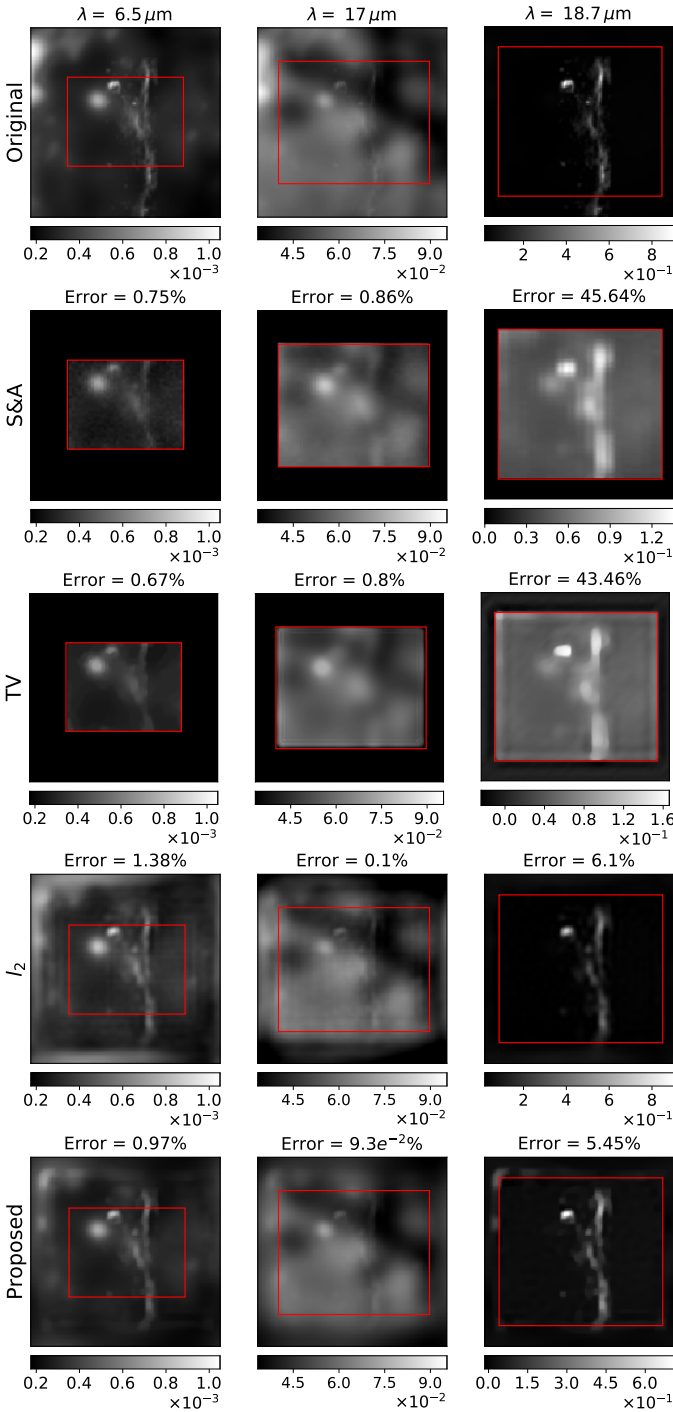 λ = 6.5 μm λ = 17 μm λ = 18.7 μm
Original
0.2 0.6 1.0 4.5 6.0 7.5 9.0 2 4 6 8
×10⁻³ ×10⁻² ×10⁻¹
Error = 0.75% Error = 0.86% Error = 45.64%
S&A
0.2 0.4 0.6 0.8 1.0 4.5 6.0 7.5 9.0 0.0 0.3 0.6 0.9 1.2
×10⁻³ ×10⁻² ×10⁻¹
Error = 0.67% Error = 0.8% Error = 43.46%
TV
0.2 0.4 0.6 0.8 1.0 4.5 6.0 7.5 9.0 0.0 0.4 0.8 1.2 1.6
×10⁻³ ×10⁻² ×10⁻¹
Error = 1.38% Error = 0.1% Error = 6.1%
l₂
0.2 0.4 0.6 0.8 1.0 4.5 6.0 7.5 9.0 2 4 6 8
×10⁻³ ×10⁻² ×10⁻¹
Error = 0.97% Error = 9.3e⁻²% Error = 5.45%
Proposed
0.2 0.4 0.6 0.8 1.0 4.5 6.0 7.5 9.0 0.0 1.5 3.0 4.5 6.0
×10⁻³ ×10⁻² ×10⁻¹